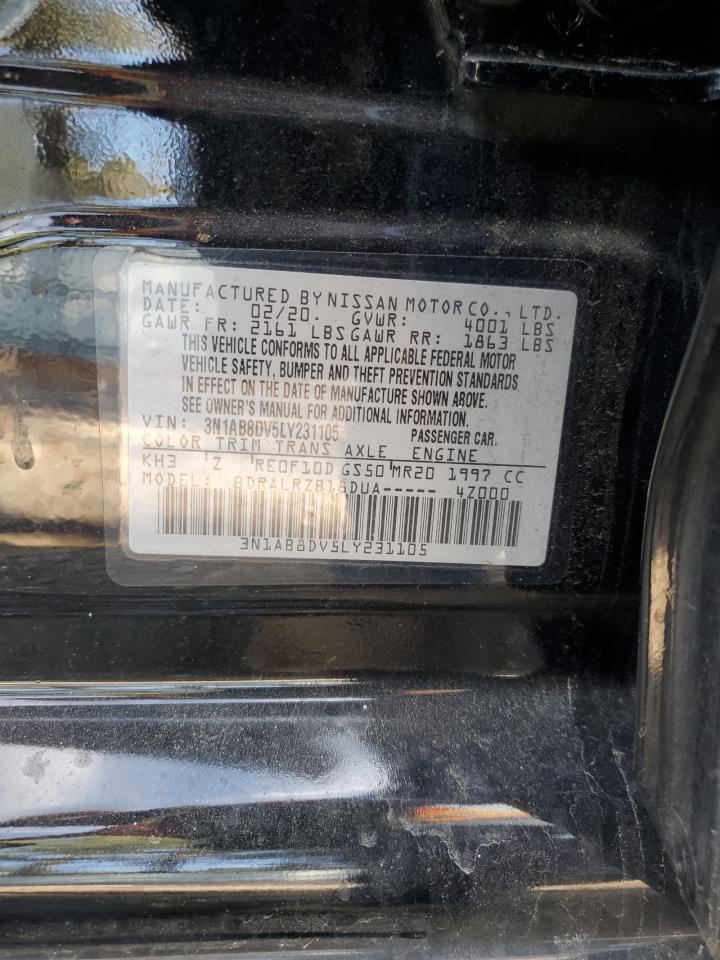 MANUFACTURED BY NISSAN MOTOR CO., LTD.
DATE: 02/20. GVWR: 4001 LBS
GAWR FR: 2161 LBS GAWR RR: 1863 LBS
THIS VEHICLE CONFORMS TO ALL APPLICABLE FEDERAL MOTOR
VEHICLE SAFETY, BUMPER AND THEFT PREVENTION STANDARDS
IN EFFECT ON THE DATE OF MANUFACTURE SHOWN ABOVE.
SEE OWNER'S MANUAL FOR ADDITIONAL INFORMATION.
VIN: 3N1AB8DV5LY231105 PASSENGER CAR.
COLOR TRIM TRANS AXLE ENGINE
KH3 Z RE0F10D GS50 MR20 1997 CC
MODEL: BDRALRZB18DUA----- 4Z000
3N1AB8DV5LY231105